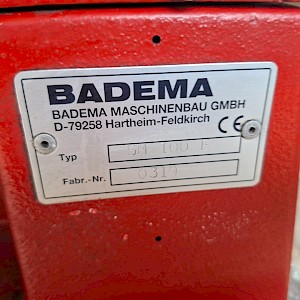 BADEMA
BADEMA MASCHINENBAU GMBH
D-79258 Hartheim-Feldkirch CE
Typ
Fabr.-Nr.